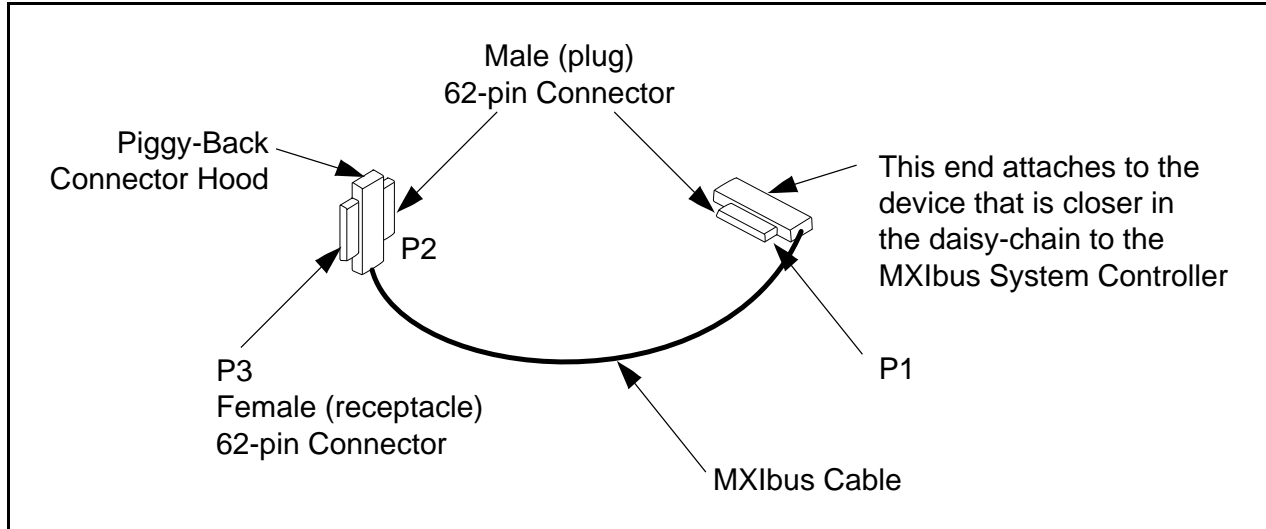 Male (plug)
62-pin Connector
Piggy-Back
Connector Hood
This end attaches to the
device that is closer in
the daisy-chain to the
MXIbus System Controller
P2
P1
P3
Female (receptacle)
62-pin Connector
MXIbus Cable